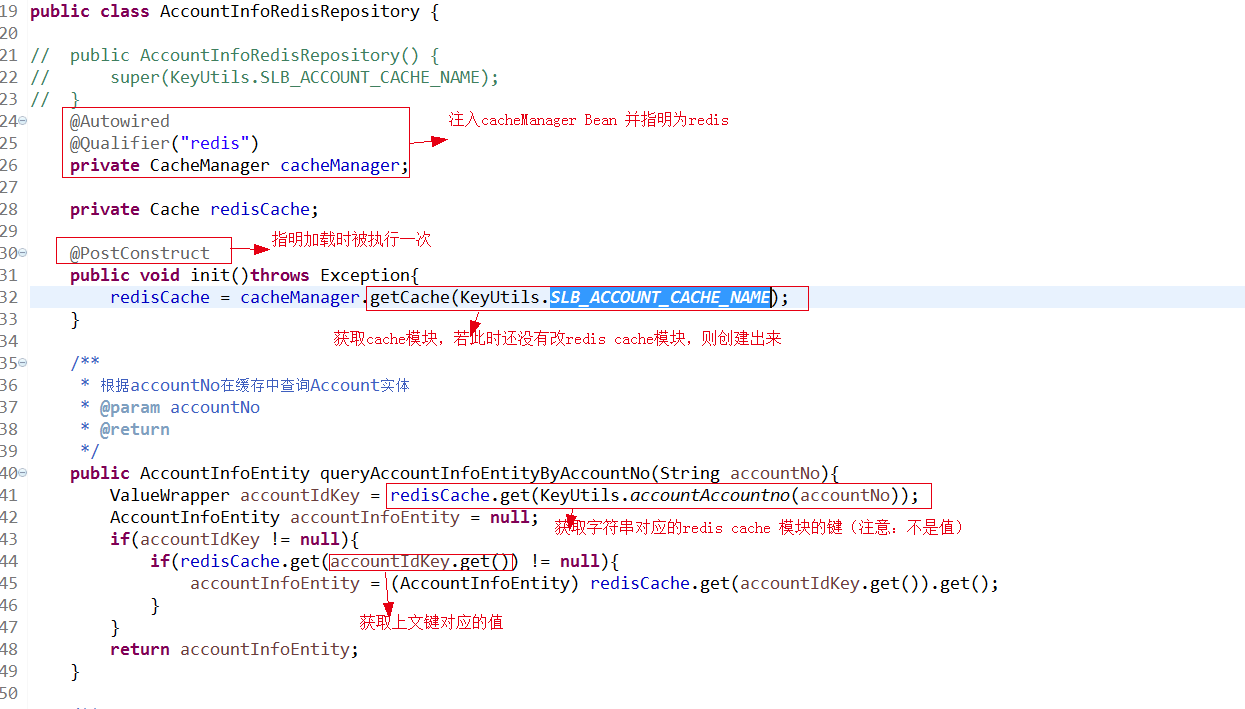 19 public class AccountInfoRedisRepository {
20
21 // public AccountInfoRedisRepository() {
22 // super(KeyUtils.SLB_ACCOUNT_CACHE_NAME);
23 // }
24 @Autowired 注入cacheManager Bean 并指明为redis
25 @Qualifier("redis")
26 private CacheManager cacheManager;
27
28 private Cache redisCache;
29
30 @PostConstruct 指明加载时被执行一次
31 public void init()throws Exception{
32 redisCache = cacheManager.getCache(KeyUtils.SLB_ACCOUNT_CACHE_NAME);
33 }
34 获取cache模块，若此时还没有改redis cache模块，则创建出来
35 /**
36 * 根据accountNo在缓存中查询Account实体
37 * @param accountNo
38 * @return
39 */
40 public AccountInfoEntity queryAccountInfoEntityByAccountNo(String accountNo){
41 ValueWrapper accountIdKey = redisCache.get(KeyUtils.accountAccountno(accountNo));
42 AccountInfoEntity accountInfoEntity = null; 获取字符串对应的redis cache 模块的键（注意：不是值）
43 if(accountIdKey != null){
44 if(redisCache.get(accountIdKey.get()) != null){
45 accountInfoEntity = (AccountInfoEntity) redisCache.get(accountIdKey.get()).get();
46 }
获取上文键对应的值
47 }
48 return accountInfoEntity;
49 }
50